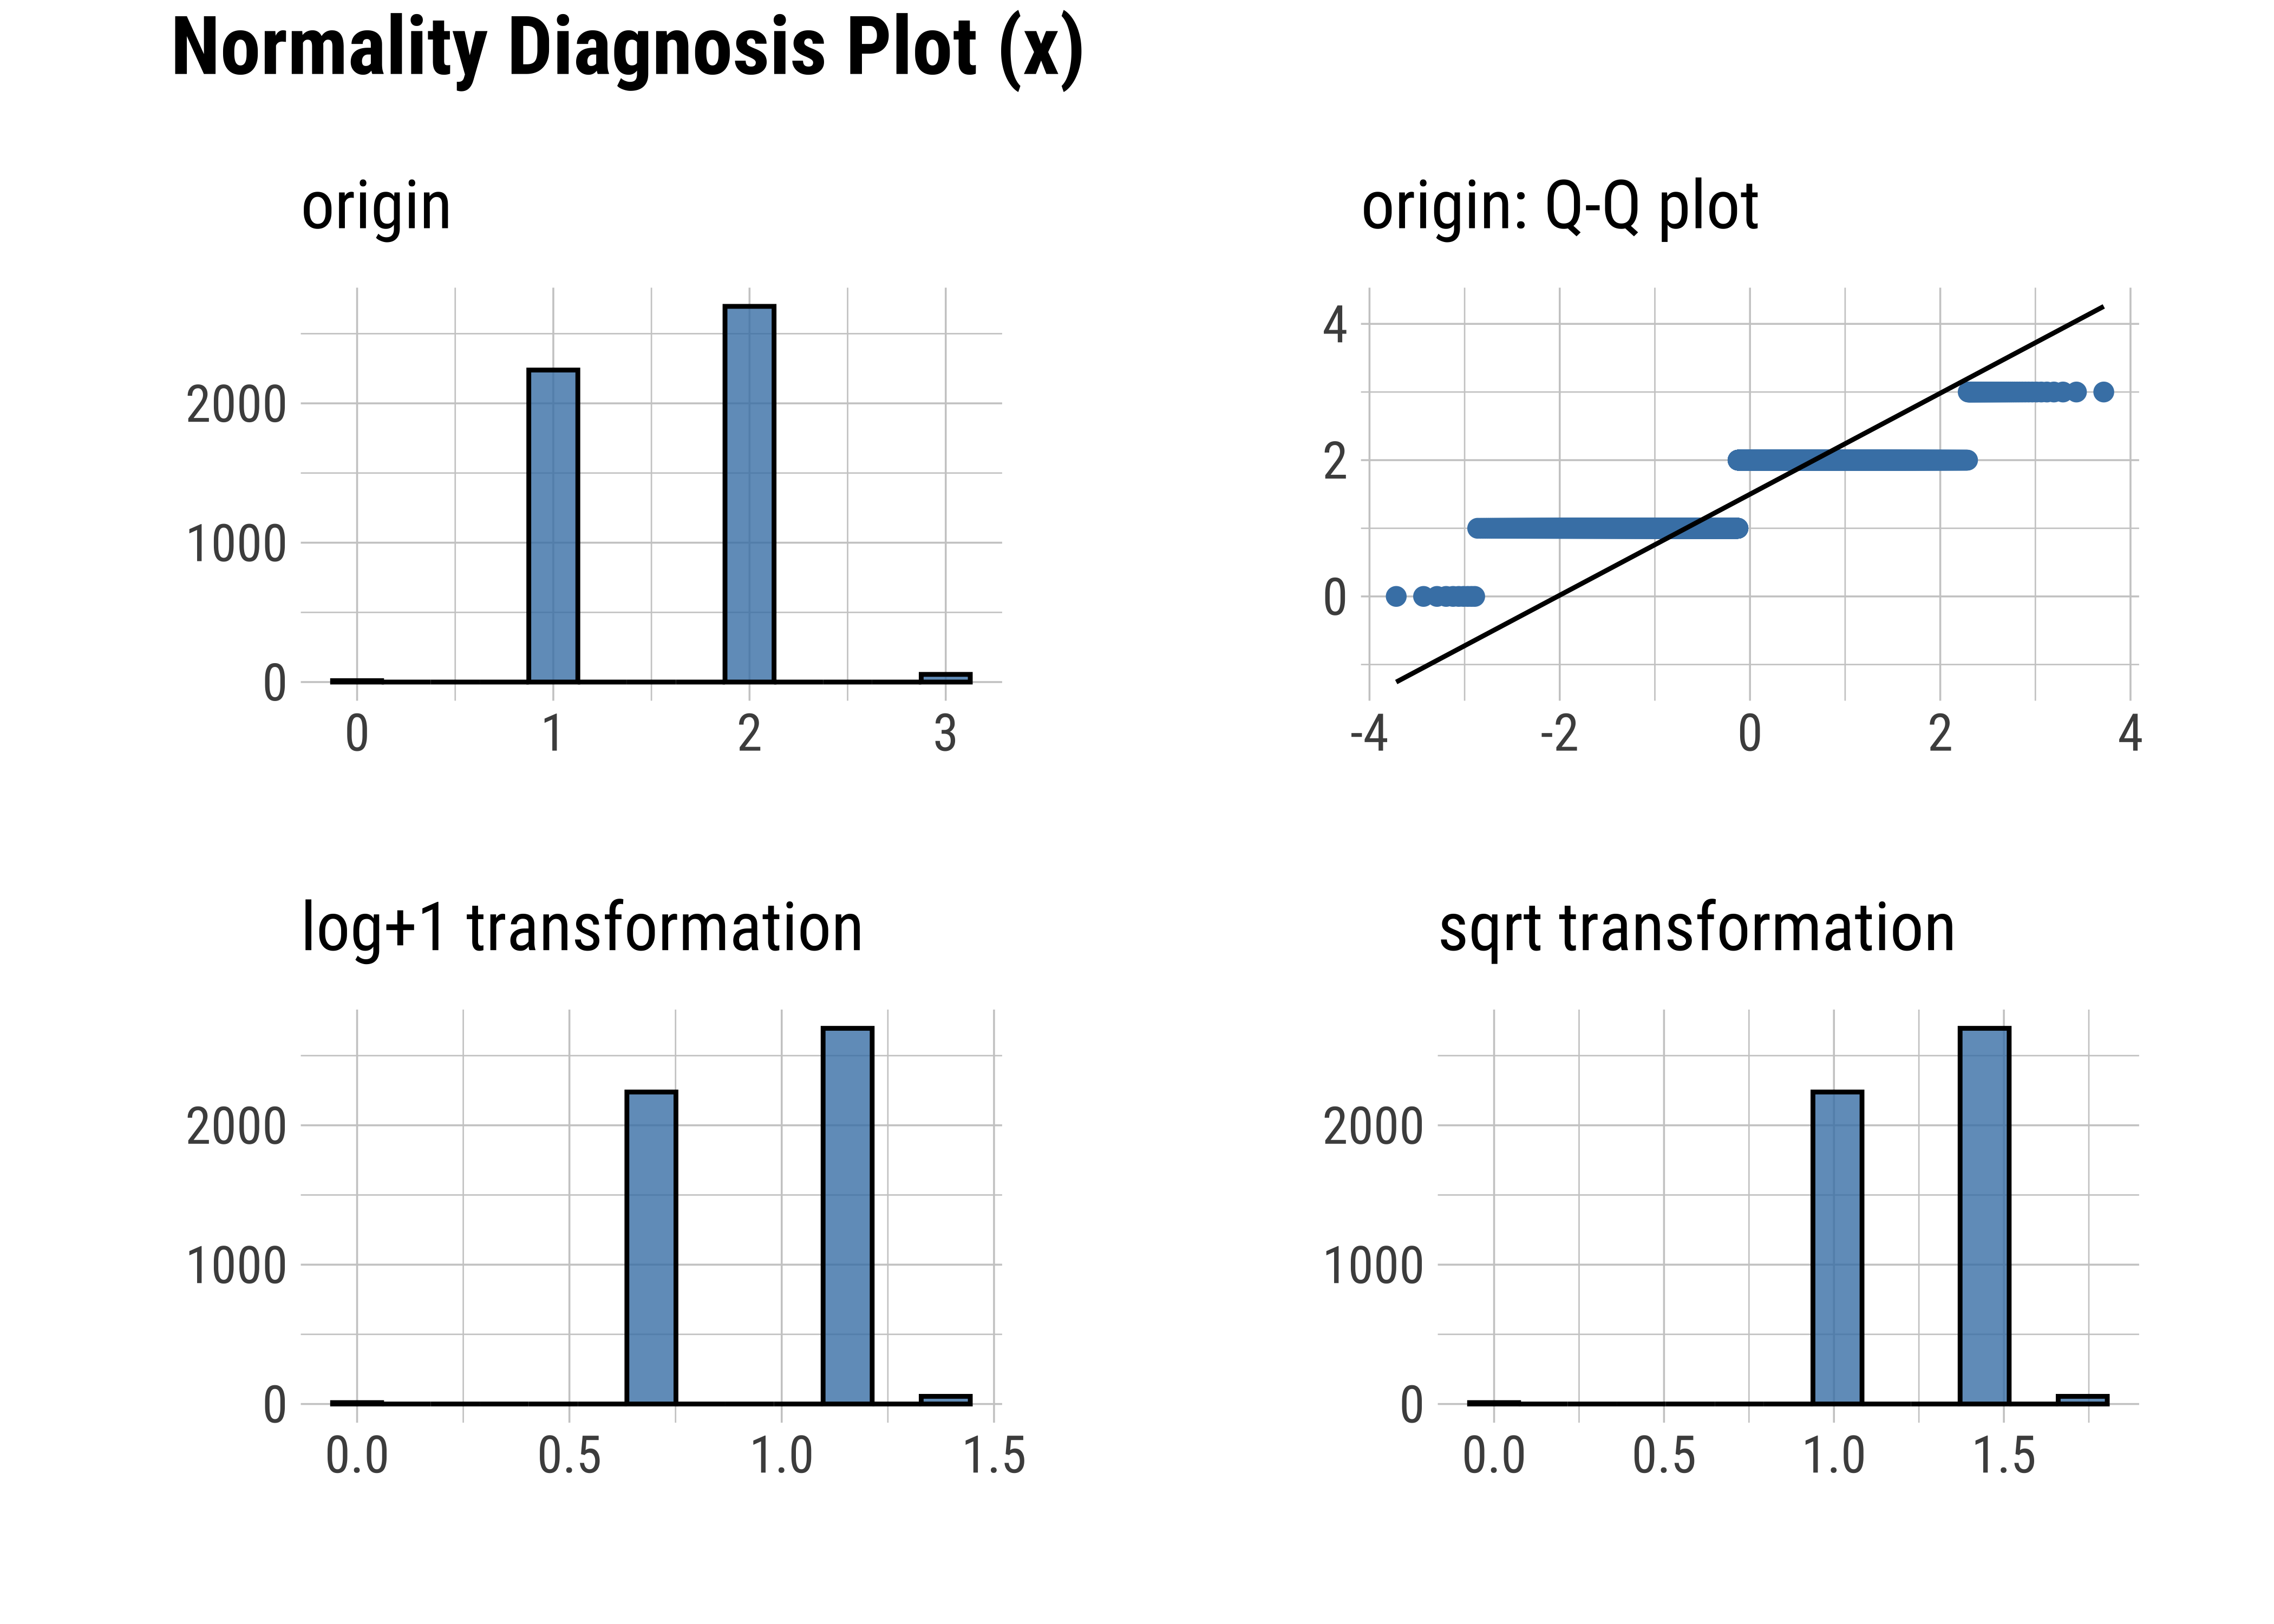 Normality Diagnosis Plot (x)
origin
2000
1000
0
0 1 2 3
origin: Q-Q plot
4
2
0
-4 -2 0 2 4
log+1 transformation
2000
1000
0
0.0 0.5 1.0 1.5
sqrt transformation
2000
1000
0
0.0 0.5 1.0 1.5